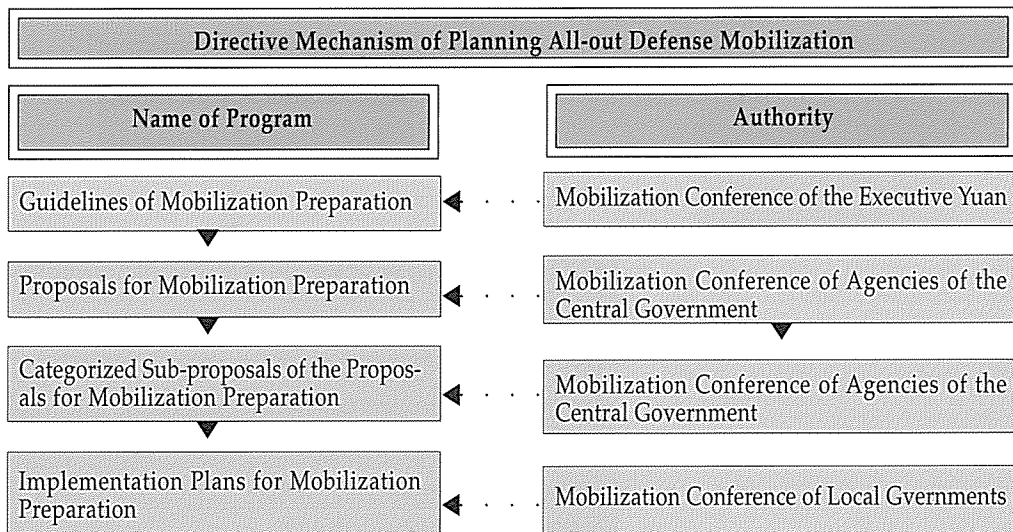 Directive Mechanism of Planning All-out Defense Mobilization
Name of Program
Authority
Guidelines of Mobilization Preparation
Mobilization Conference of the Executive Yuan
Proposals for Mobilization Preparation
Mobilization Conference of Agencies of the
Central Government
Categorized Sub-proposals of the Propos-
als for Mobilization Preparation
Mobilization Conference of Agencies of the
Central Government
Implementation Plans for Mobilization
Preparation
Mobilization Conference of Local Gvernments